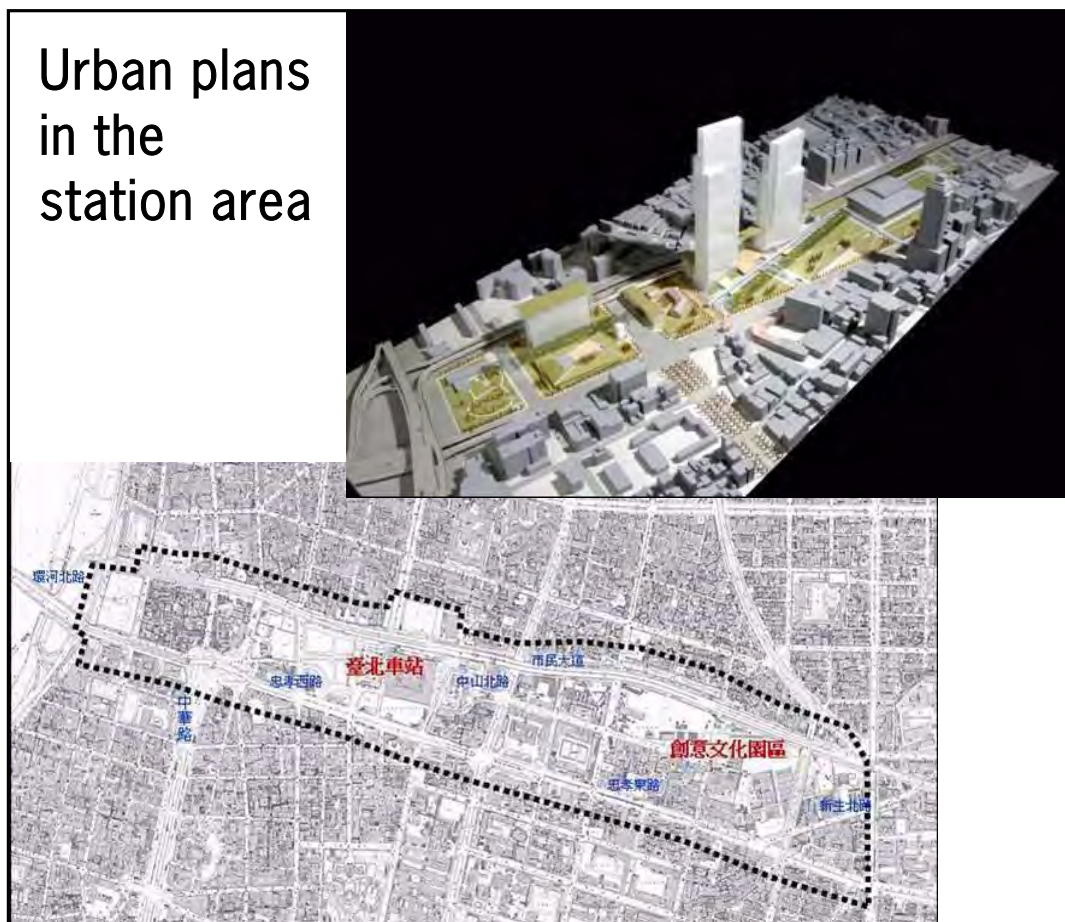 Urban plans
in the
station area
環河北路
臺北車站
市民大道
忠孝西路
中山北路
中華路
創意文化園區
忠孝東路
新生北路